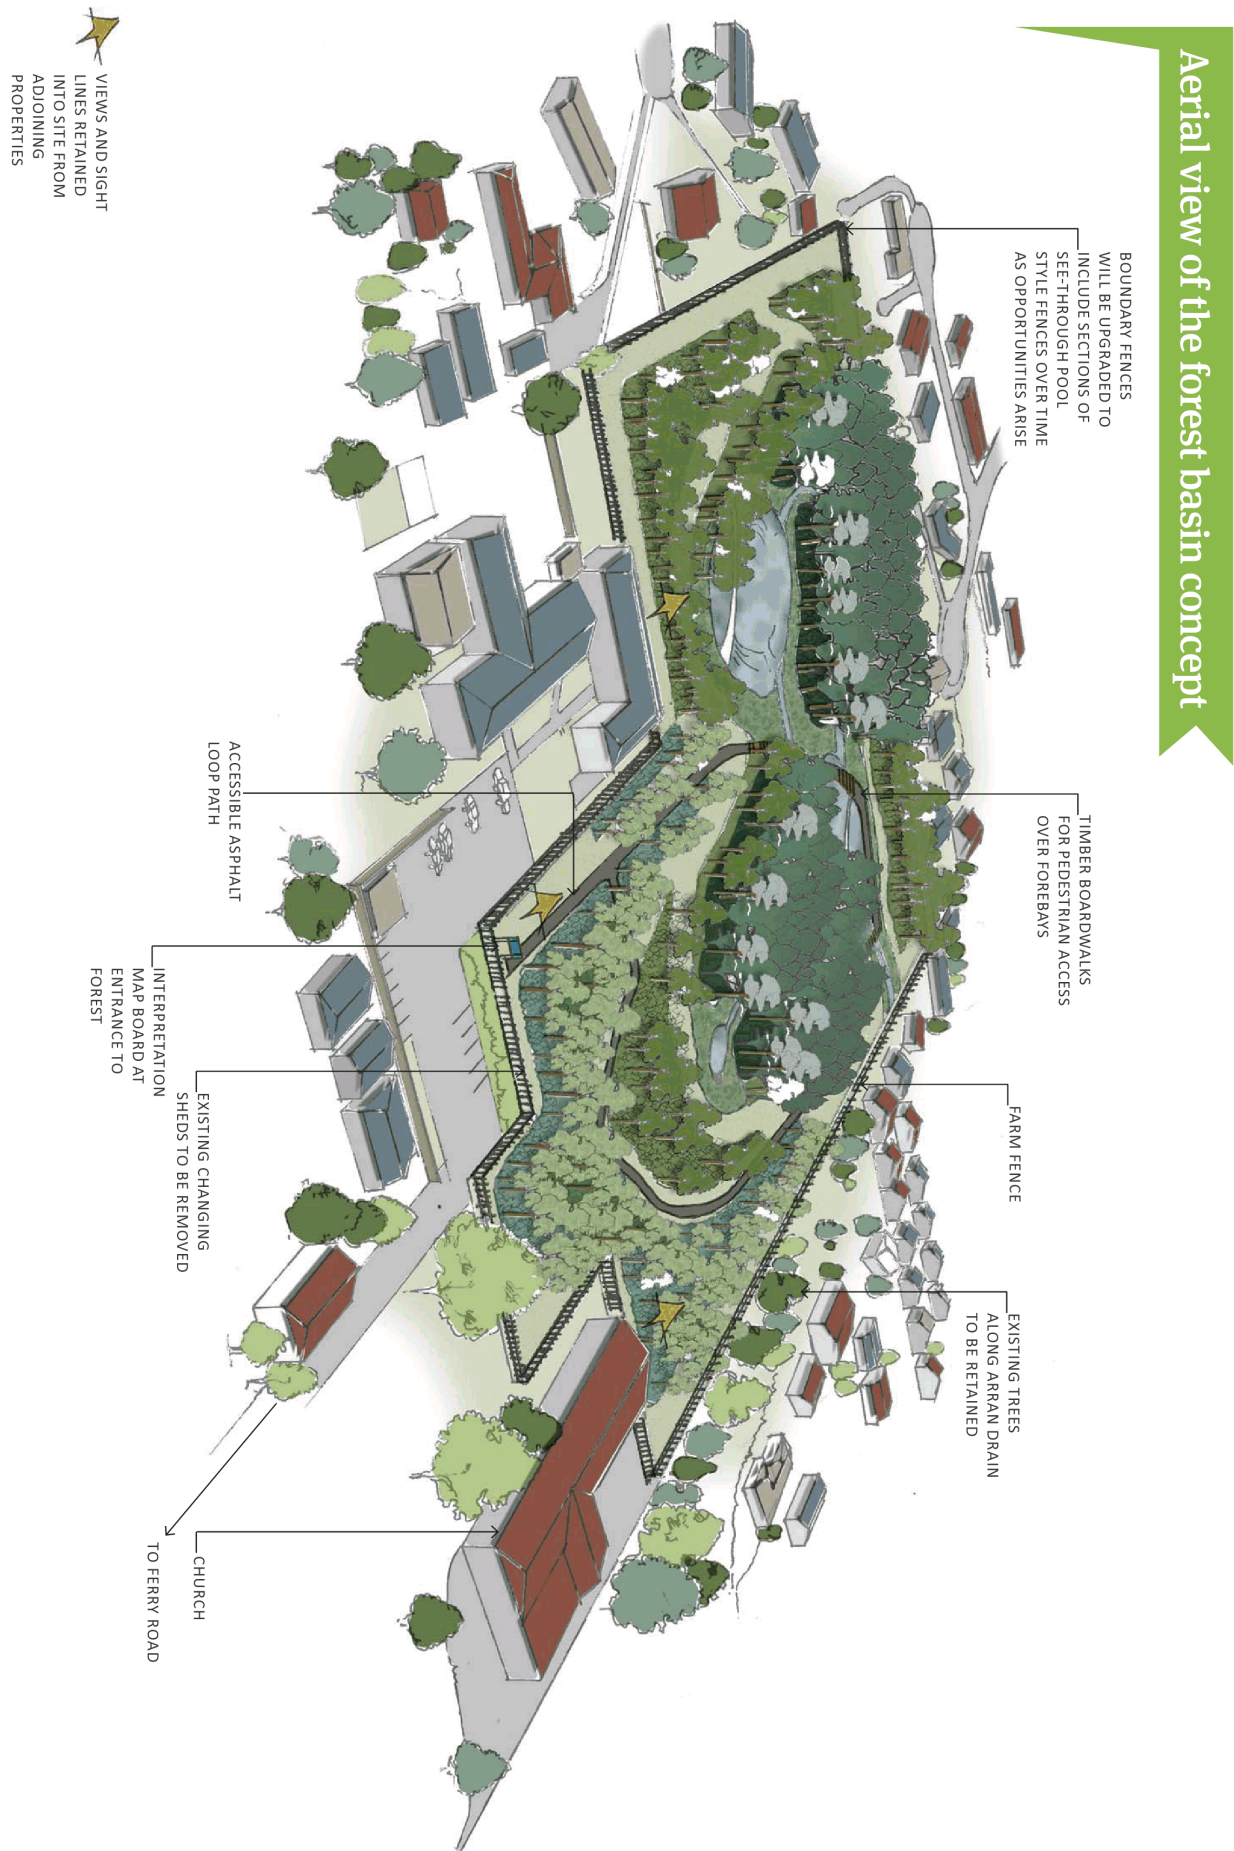 Aerial view of the forest basin concept
BOUNDARY FENCES
WILL BE UPGRADED TO
INCLUDE SECTIONS OF
SEE-THROUGH POOL
STYLE FENCES OVER TIME
AS OPPORTUNITIES ARISE
TIMBER BOARDWALKS
FOR PEDESTRIAN ACCESS
OVER FOREBAYS
FARM FENCE
EXISTING TREES
ALONG ARRAN DRAIN
TO BE RETAINED
ACCESSIBLE ASPHALT
LOOP PATH
INTERPRETATION
MAP BOARD AT
ENTRANCE TO
FOREST
EXISTING CHANGING
SHEDS TO BE REMOVED
CHURCH
TO FERRY ROAD
VIEWS AND SIGHT
LINES RETAINED
INTO SITE FROM
ADJOINING
PROPERTIES